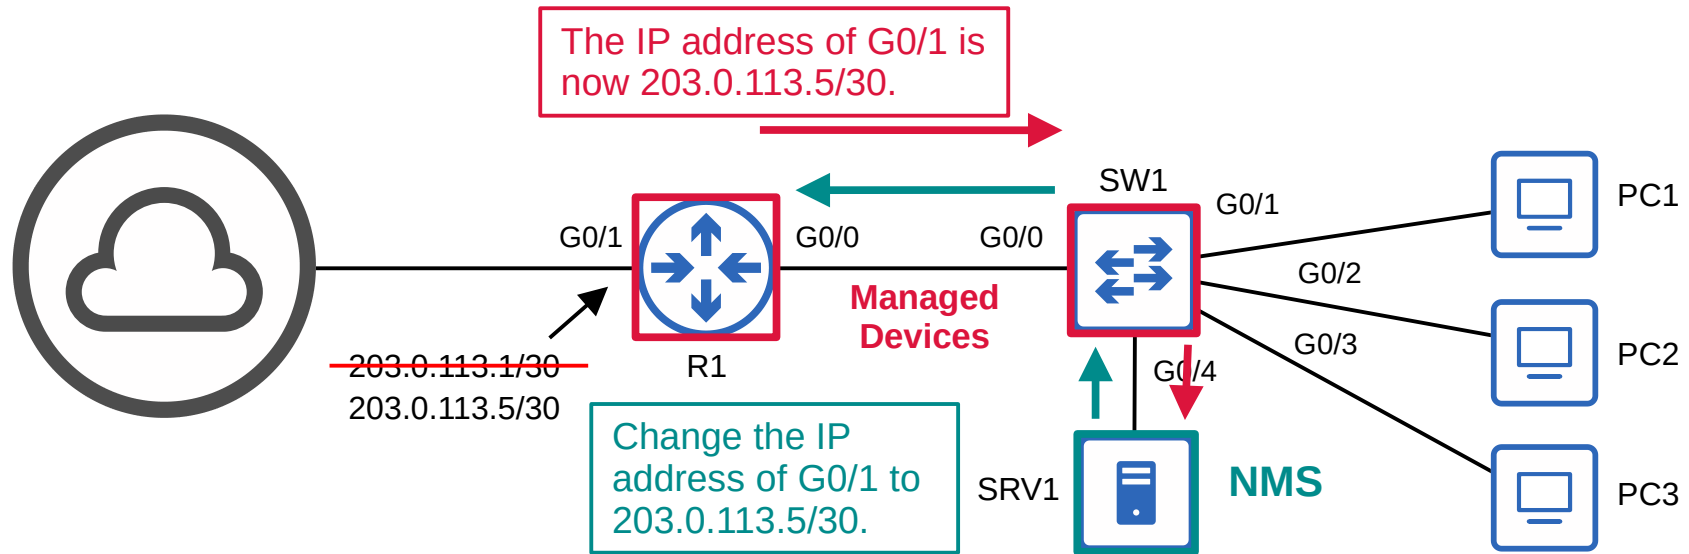 The IP address of G0/1 is
now 203.0.113.5/30.
SW1
G0/1
PC1
G0/1
G0/0
G0/0
G0/2
Managed
Devices
G0/3
PC2
203.0.113.1/30
R1
G0/4
203.0.113.5/30
Change the IP
address of G0/1 to
203.0.113.5/30.
SRV1
NMS
PC3